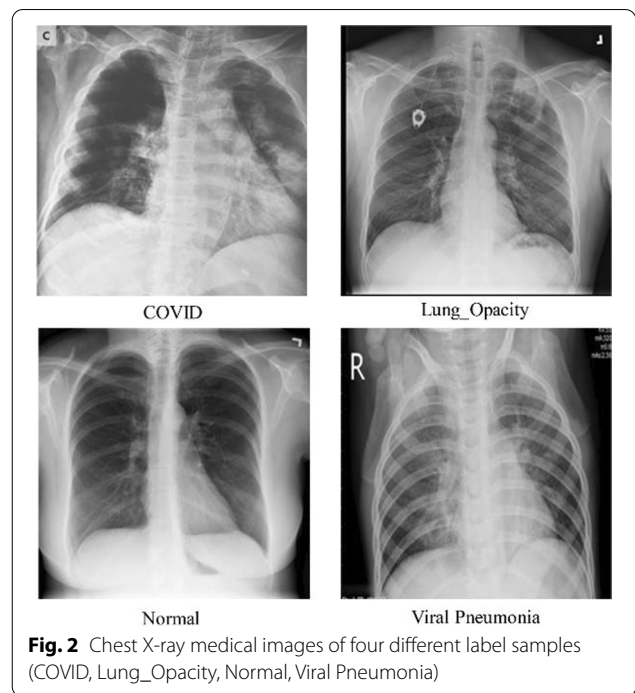 C
COVID
Lung_Opacity
R
Normal
Viral Pneumonia
Fig. 2 Chest X-ray medical images of four different label samples
(COVID, Lung_Opacity, Normal, Viral Pneumonia)